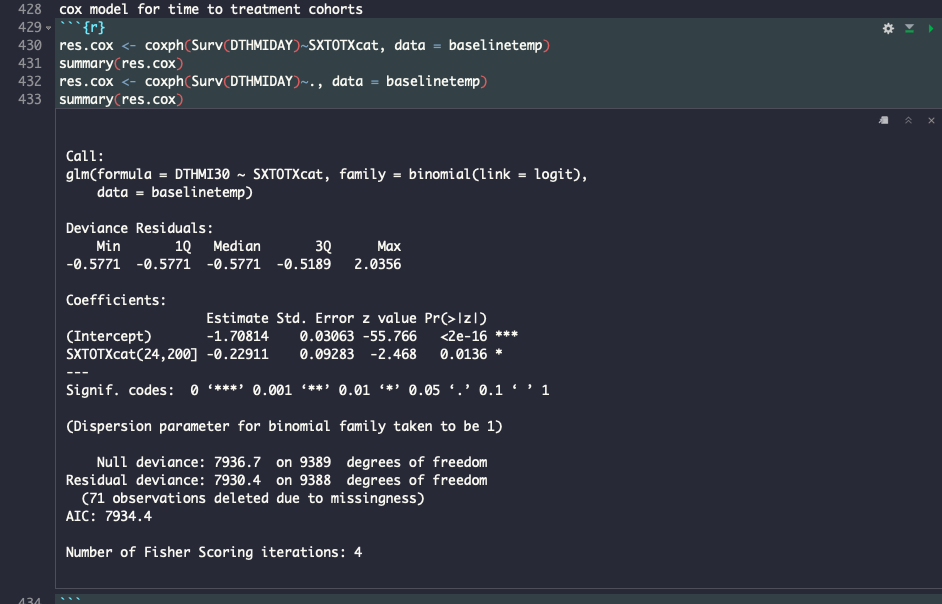 428 cox model for time to treatment cohorts
429 ```{r}
430 res.cox <- coxph(Surv(DTHMIDAY)~SXTOTXcat, data = baselinetemp)
431 summary(res.cox)
432 res.cox <- coxph(Surv(DTHMIDAY)~., data = baselinetemp)
433 summary(res.cox)
Call:
glm(formula = DTHMI30 ~ SXTOTXcat, family = binomial(link = logit),
    data = baselinetemp)
Deviance Residuals:
    Min      1Q  Median      3Q     Max
-0.5771 -0.5771 -0.5771 -0.5189  2.0356
Coefficients:
                 Estimate Std. Error z value Pr(>|z|)
(Intercept)      -1.70814    0.03063 -55.766   <2e-16 ***
SXTOTXcat(24,200] -0.22911    0.09283  -2.468   0.0136 *
---
Signif. codes:  0 ‘***’ 0.001 ‘**’ 0.01 ‘*’ 0.05 ‘.’ 0.1 ‘ ’ 1
(Dispersion parameter for binomial family taken to be 1)
    Null deviance: 7936.7  on 9389  degrees of freedom
Residual deviance: 7930.4  on 9388  degrees of freedom
  (71 observations deleted due to missingness)
AIC: 7934.4
Number of Fisher Scoring iterations: 4
434 ```